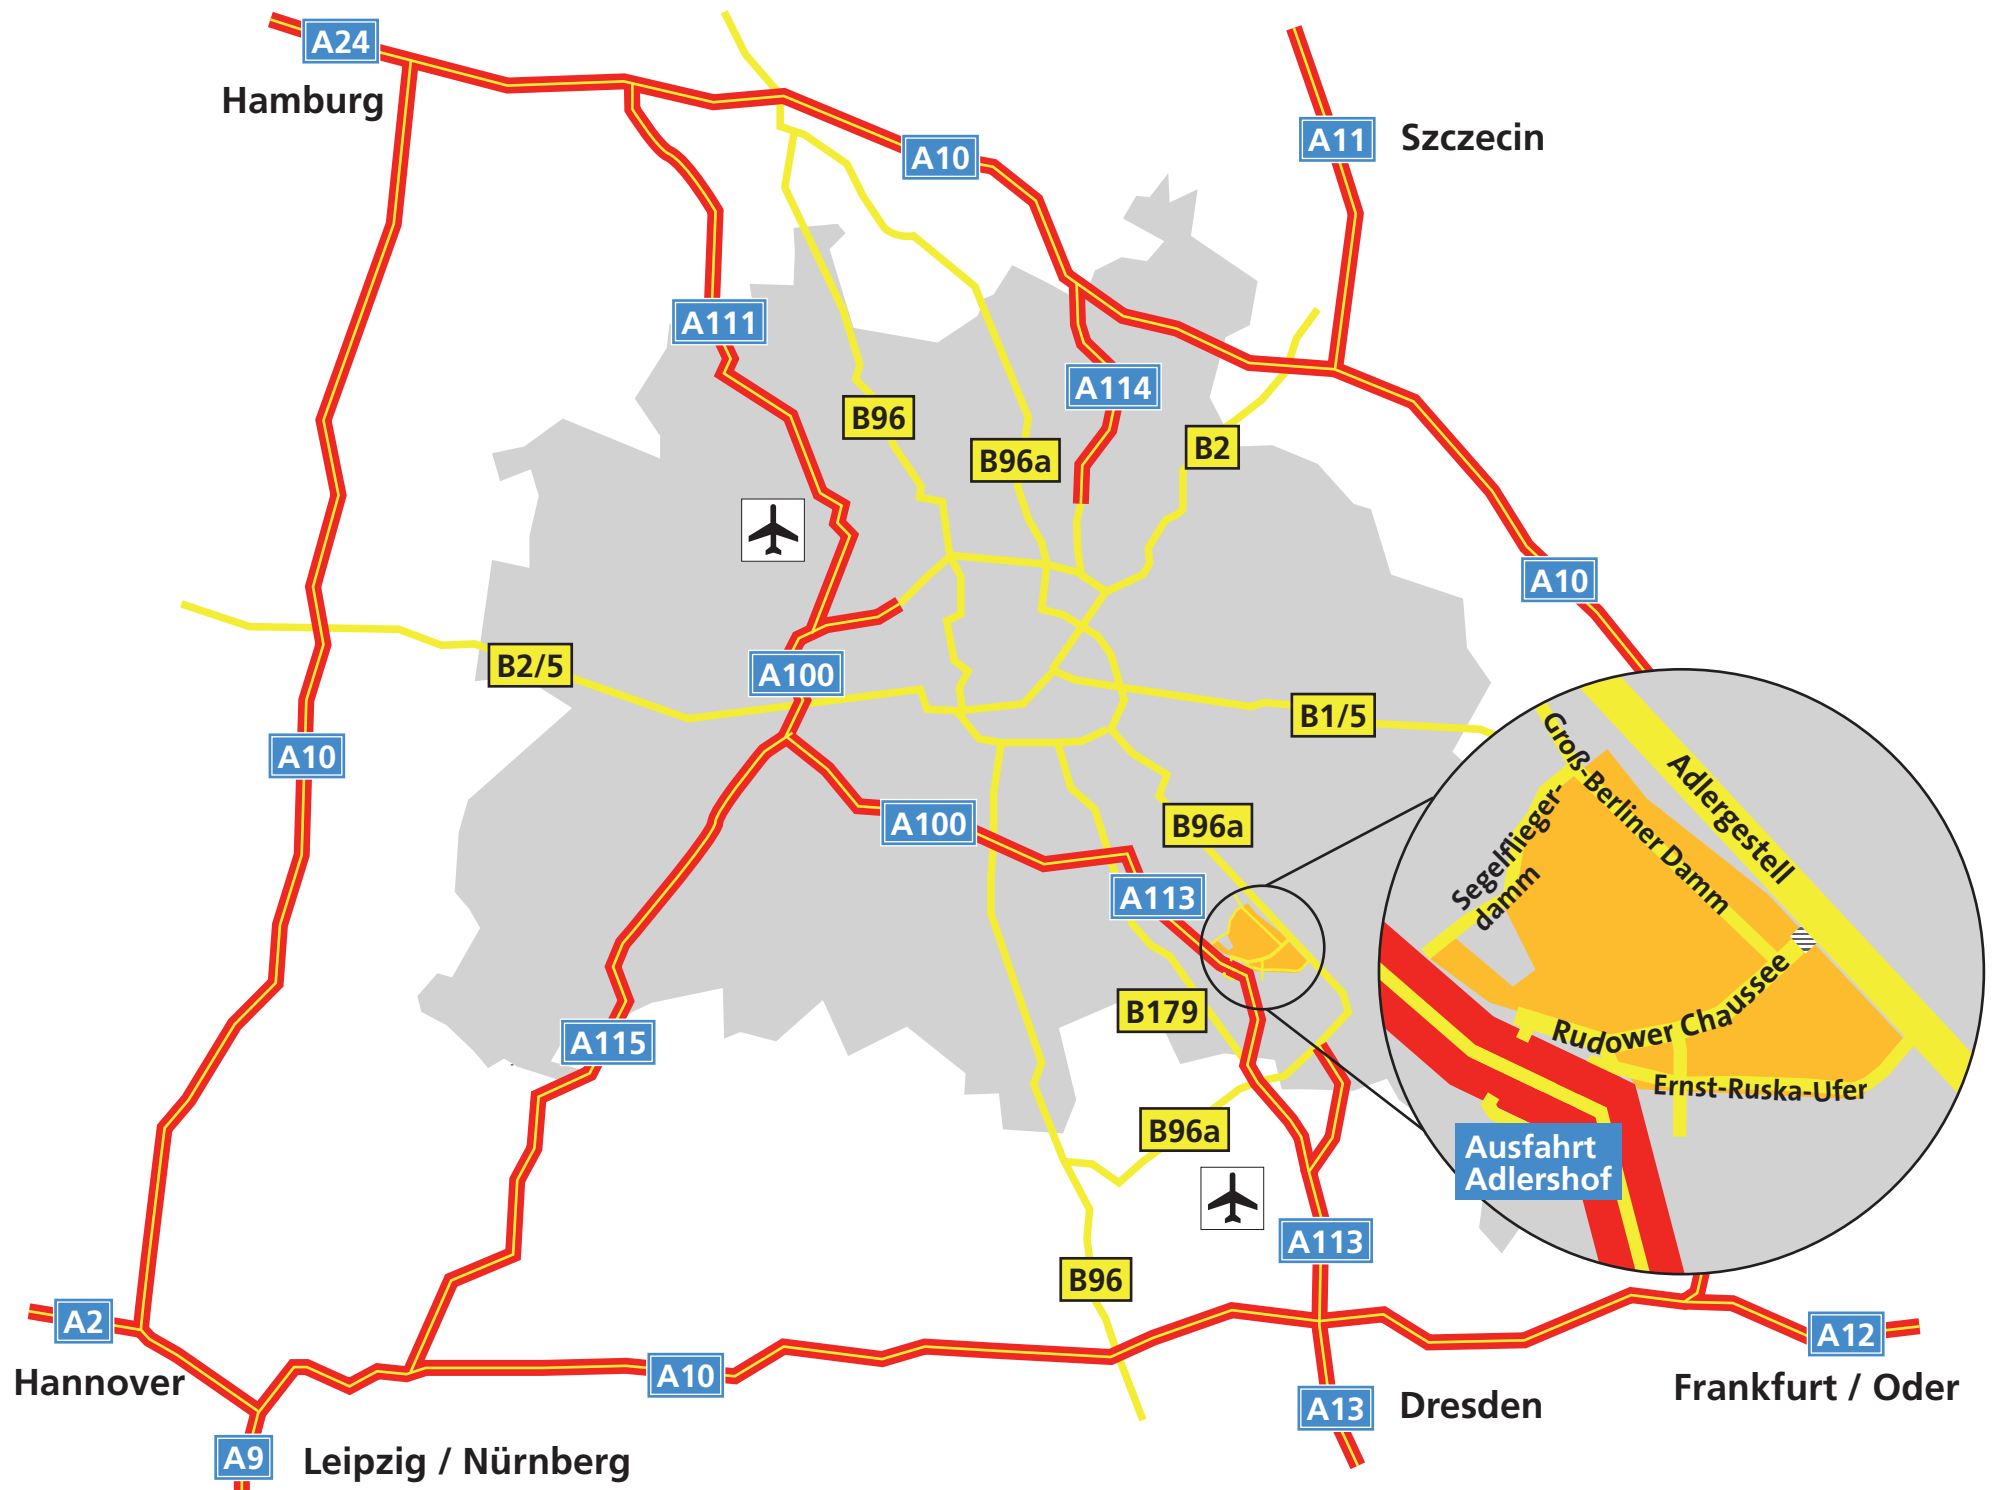 A24
Hamburg
A10
A11
Szczecin
A111
A114
B96
B96a
B2
A10
B2/5
A100
B1/5
A10
A100
B96a
A113
Groß-Berliner Damm
Adlergestell
Segelflieger-
damm
Rudower Chaussee
Ernst-Ruska-Ufer
Ausfahrt
Adlershof
B179
A115
B96a
A113
B96
A2
Hannover
A10
A12
Frankfurt / Oder
A13
Dresden
A9
Leipzig / Nürnberg